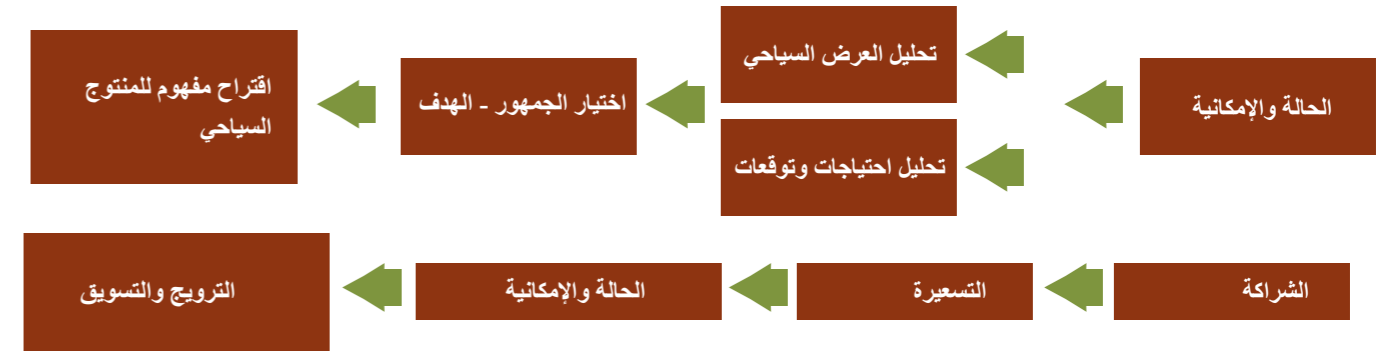 الحالة والإمكانية
تحليل العرض السياحي
تحليل احتياجات وتوقعات
اختيار الجمهور - الهدف
اقتراح مفهوم للمنتوج
السياحي
الشراكة
التسعيرة
الحالة والإمكانية
الترويج والتسويق